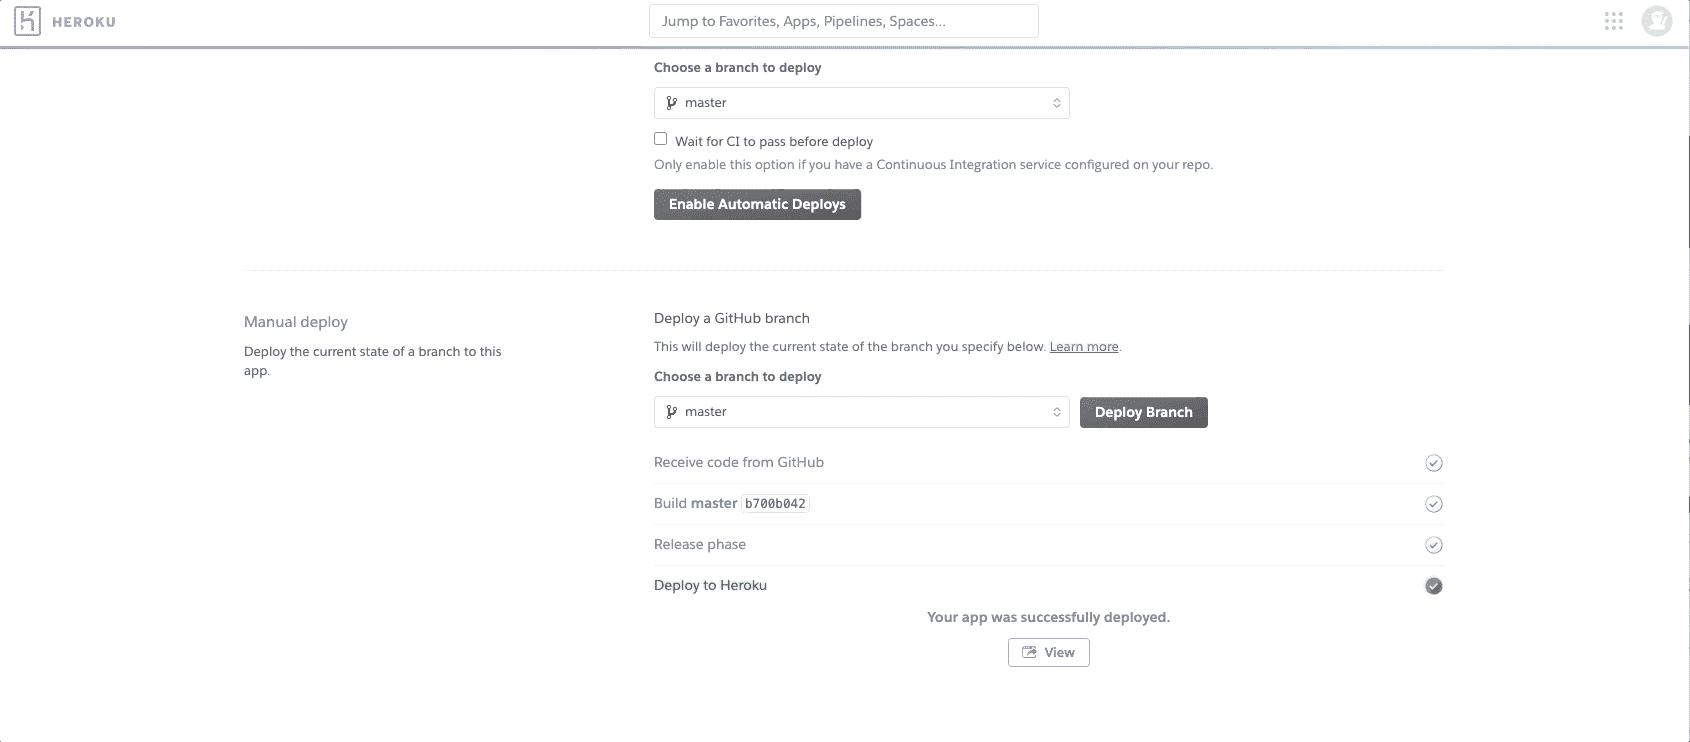 HEROKU
Jump to Favorites, Apps, Pipelines, Spaces...
Choose a branch to deploy
master
Wait for CI to pass before deploy
Only enable this option if you have a Continuous Integration service configured on your repo.
Enable Automatic Deploys
Manual deploy
Deploy the current state of a branch to this
app.
Deploy a GitHub branch
This will deploy the current state of the branch you specify below. Learn more.
Choose a branch to deploy
master
Deploy Branch
Receive code from GitHub
Build master b700b042
Release phase
Deploy to Heroku
Your app was successfully deployed.
View